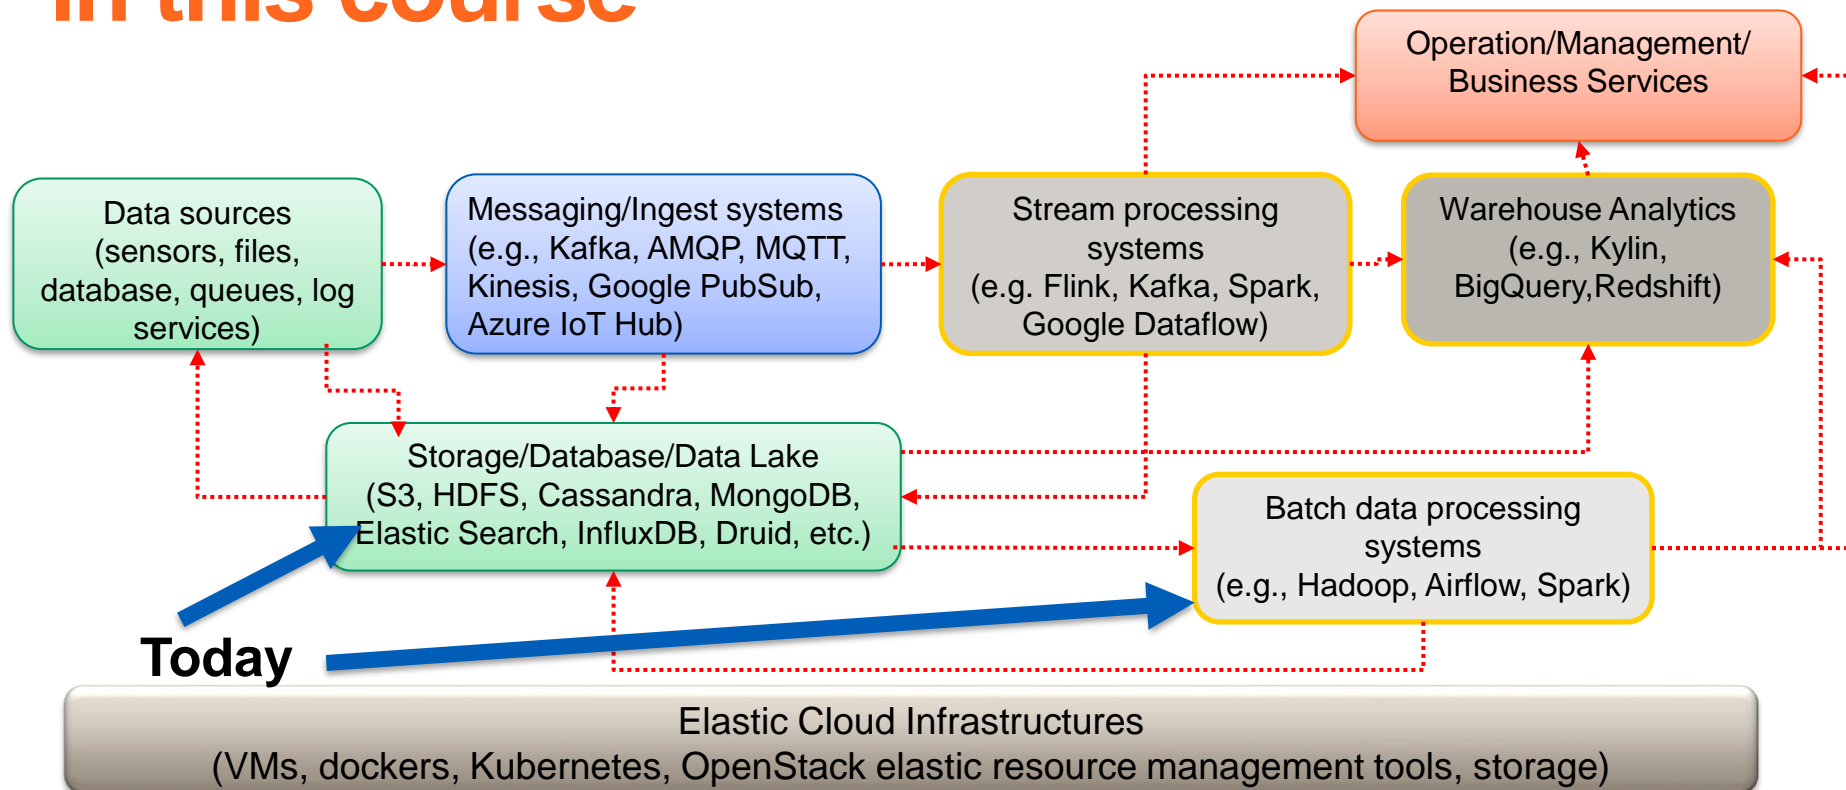 in this course
Operation/Management/
Business Services
Data sources
(sensors, files,
database, queues, log
services)
Messaging/Ingest systems
(e.g., Kafka, AMQP, MQTT,
Kinesis, Google PubSub,
Azure IoT Hub)
Stream processing
systems
(e.g. Flink, Kafka, Spark,
Google Dataflow)
Warehouse Analytics
(e.g., Kylin,
BigQuery,Redshift)
Storage/Database/Data Lake
(S3, HDFS, Cassandra, MongoDB,
Elastic Search, InfluxDB, Druid, etc.)
Batch data processing
systems
(e.g., Hadoop, Airflow, Spark)
Today
Elastic Cloud Infrastructures
(VMs, dockers, Kubernetes, OpenStack elastic resource management tools, storage)